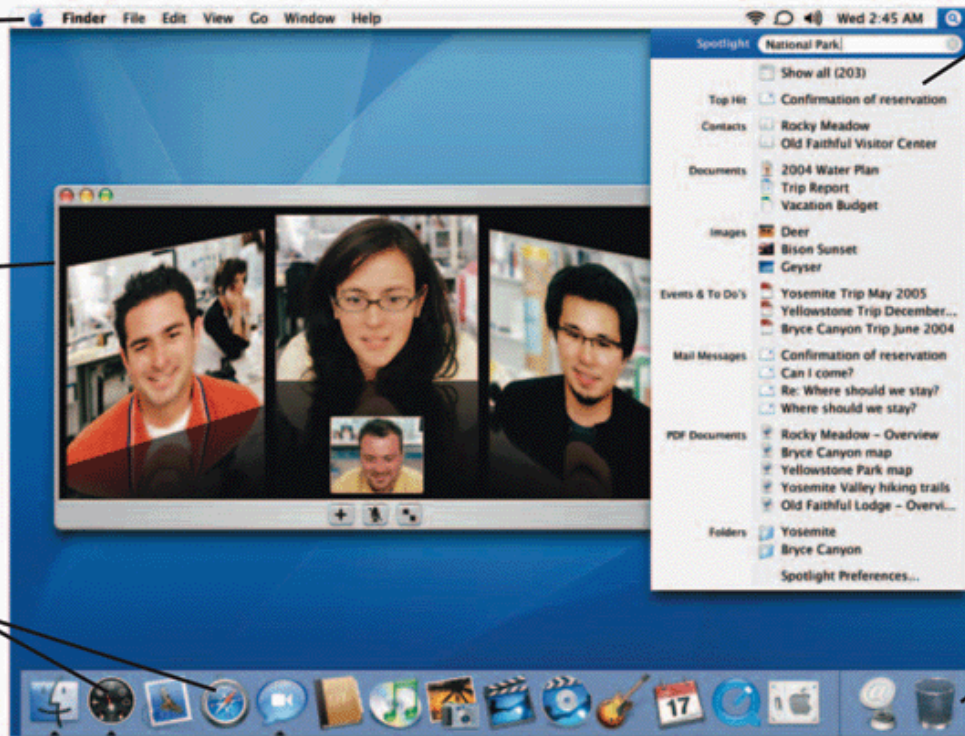 Finder File Edit View Go Window Help Wed 2:45 AM
Spotlight National Park
Show all (203)
Top Hit Confirmation of reservation
Contacts Rocky Meadow
Old Faithful Visitor Center
Documents 2004 Water Plan
Trip Report
Vacation Budget
Images Deer
Bison Sunset
Geyser
Events & To Do's Yosemite Trip May 2005
Yellowstone Trip December...
Bryce Canyon Trip June 2004
Mail Messages Confirmation of reservation
Can I come?
Re: Where should we stay?
Where should we stay?
PDF Documents Rocky Meadow – Overview
Bryce Canyon map
Yellowstone Park map
Yosemite Valley hiking trails
Old Faithful Lodge – Overvi...
Folders Yosemite
Bryce Canyon
Spotlight Preferences...
17